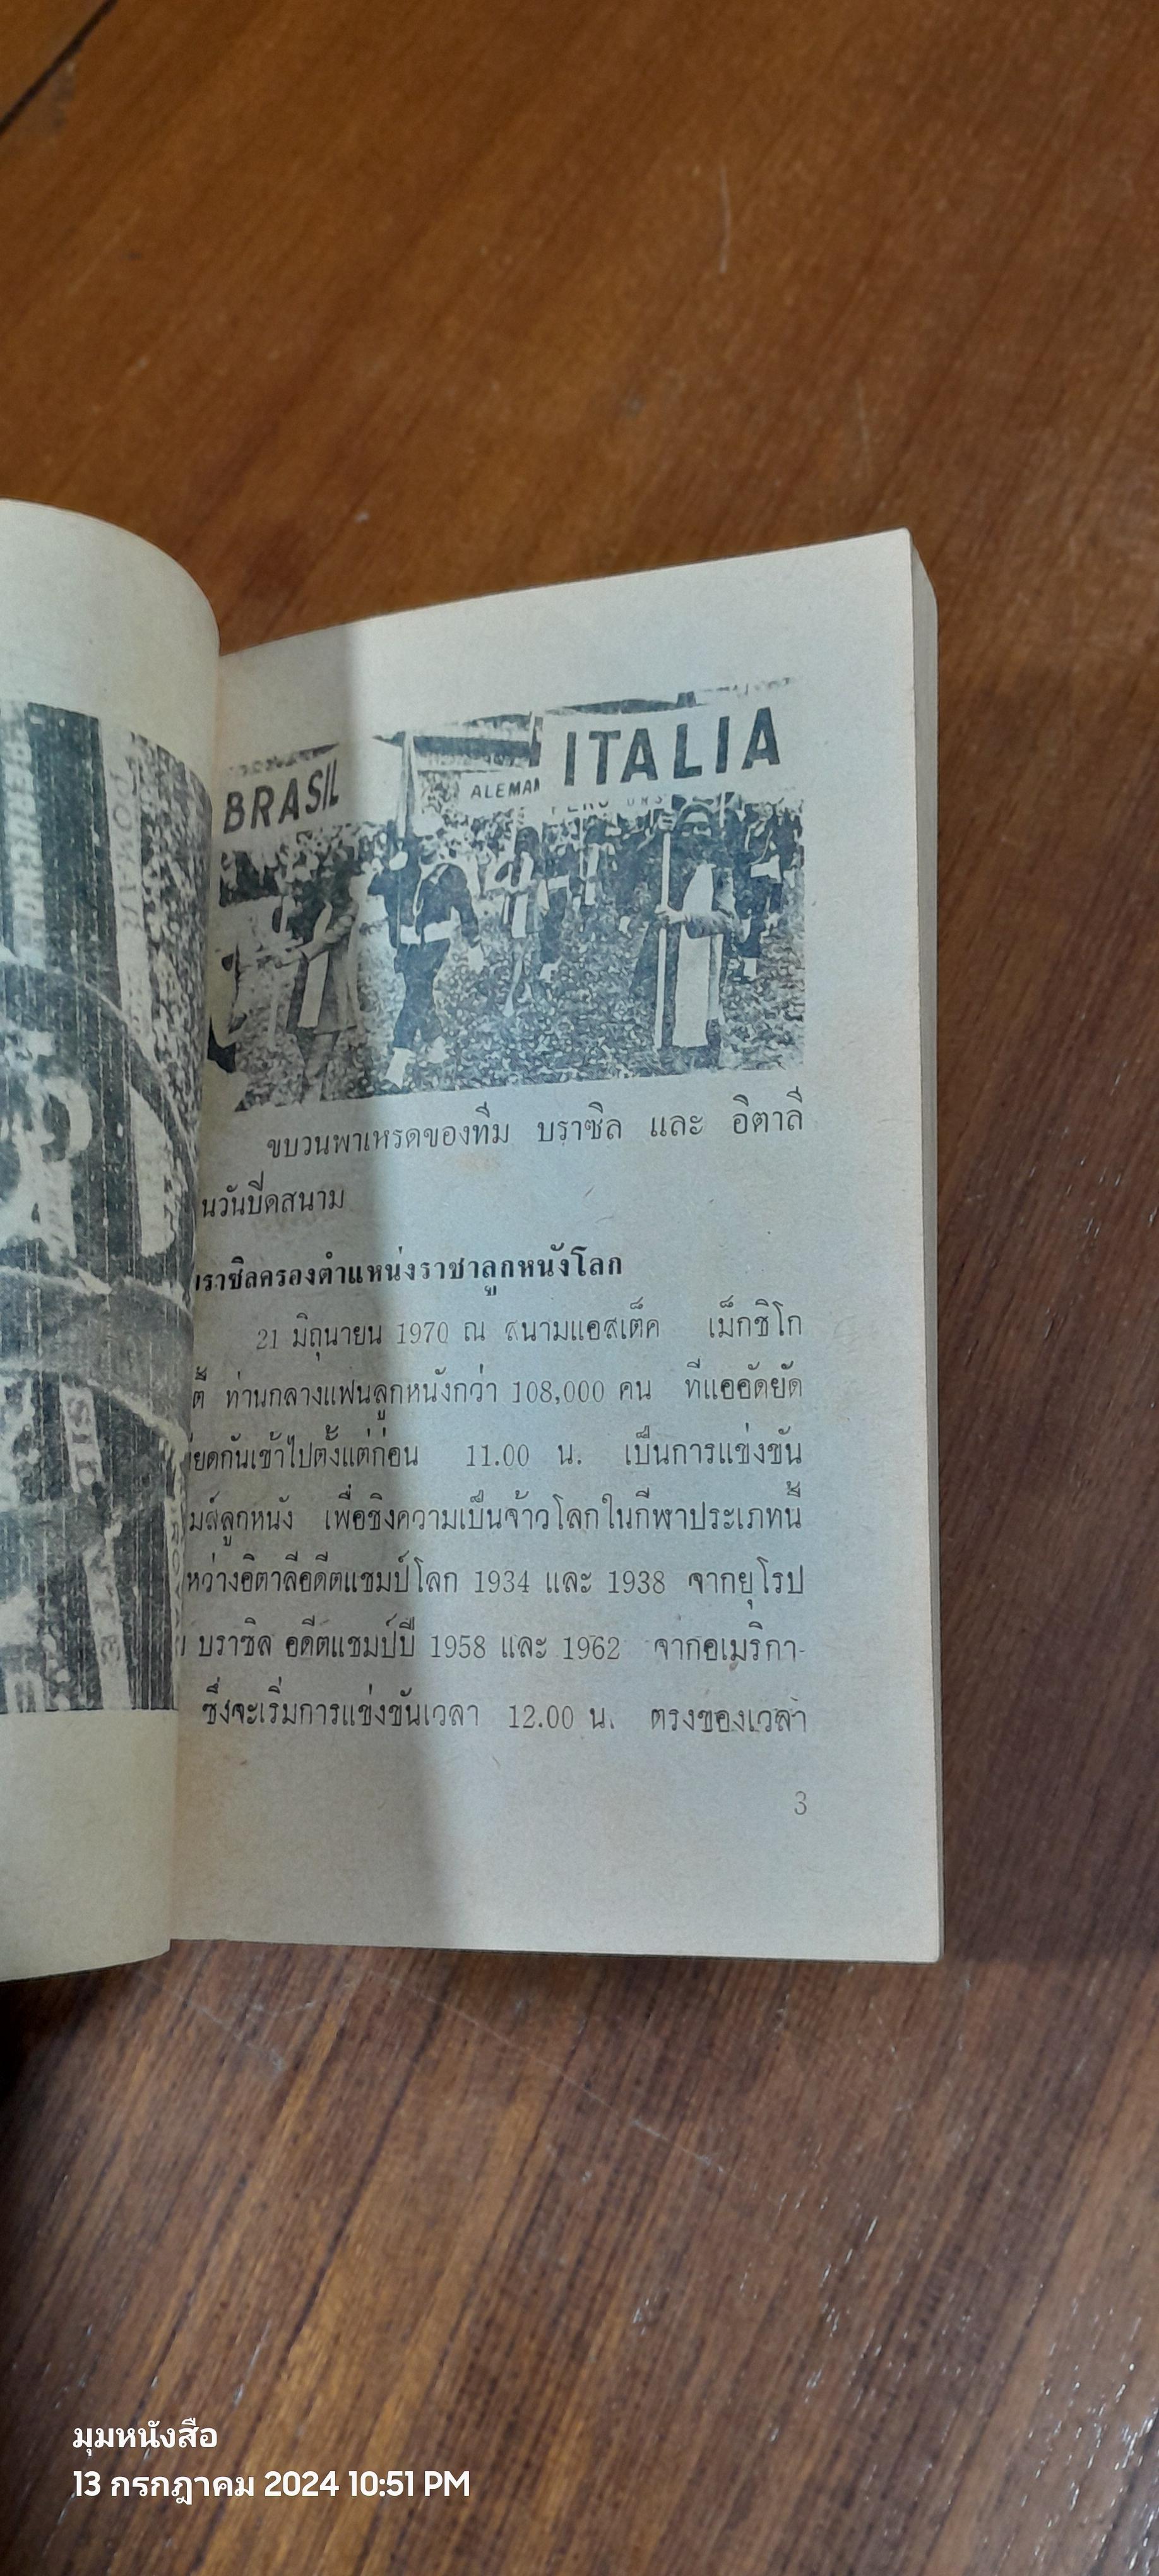 BRASIL
ALEMAN
ITALIA
ขบวนพาเหรดของทีม บราซิล และ อิตาลี
นวันปีดสนาม
ราซิลครองตำแหน่งราชาลูกหนังโลก
21 มิถุนายน 1970 ณ สนามแอสเต็ค เม็กซิโก
ตี้ ท่ามกลางแฟนลูกหนังกว่า 108,000 คน ที่แออัดยัด
ยดกันเข้าไปตั้งแต่ก่อน 11.00 น. เป็นการแข่งขัน
มส์ลูกหนัง เพื่อชิงความเป็นจ้าวโลกในกีฬาประเภทนี้
หว่างอิตาลีอดีตแชมป์โลก 1934 และ 1938 จากยุโรป
บราซิล อดีตแชมป์ปี 1958 และ 1962 จากอเมริกา-
ซึ่งจะเริ่มการแข่งขันเวลา 12.00 น. ตรงของเวลา
3
มุมหนังสือ
13 กรกฎาคม 2024 10:51 PM